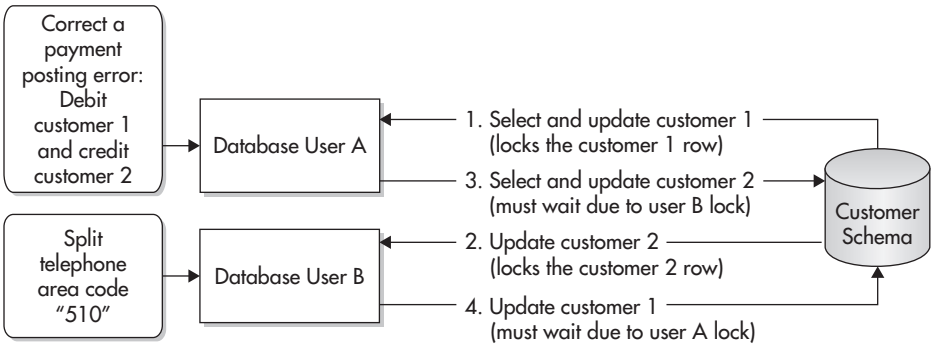 Correct a
payment
posting error:
Debit
customer 1
and credit
customer 2
Database User A
1. Select and update customer 1
(locks the customer 1 row)
3. Select and update customer 2
(must wait due to user B lock)
Customer
Schema
Split
telephone
area code
“510”
Database User B
2. Update customer 2
(locks the customer 2 row)
4. Update customer 1
(must wait due to user A lock)